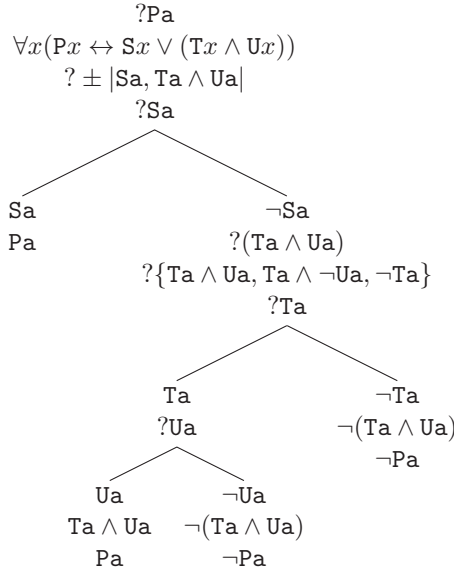 ?Pa
∀x(Px ↔ Sx ∨ (Tx ∧ Ux))
? ± |Sa, Ta ∧ Ua|
?Sa
Sa ¬Sa
Pa ?(Ta ∧ Ua)
?{Ta ∧ Ua, Ta ∧ ¬Ua, ¬Ta}
?Ta
Ta ¬Ta
?Ua ¬(Ta ∧ Ua)
¬Pa
Ua ¬Ua
Ta ∧ Ua ¬(Ta ∧ Ua)
Pa ¬Pa